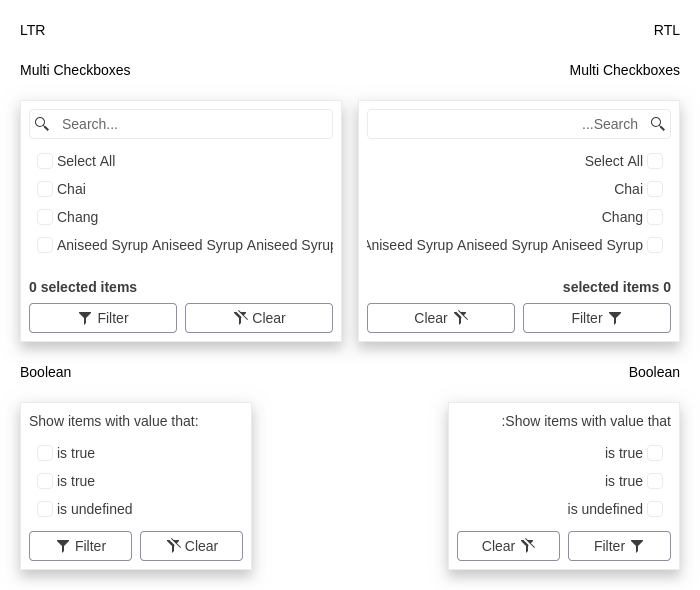 LTR
RTL
Multi Checkboxes
Multi Checkboxes
Search...
Select All
Chai
Chang
Aniseed Syrup Aniseed Syrup Aniseed Syrup
0 selected items
Filter
Clear
...Search
Select All
Chai
Chang
Aniseed Syrup Aniseed Syrup Aniseed Syrup
selected items 0
Clear
Filter
Boolean
Boolean
Show items with value that:
is true
is true
is undefined
Filter
Clear
:Show items with value that
is true
is true
is undefined
Clear
Filter